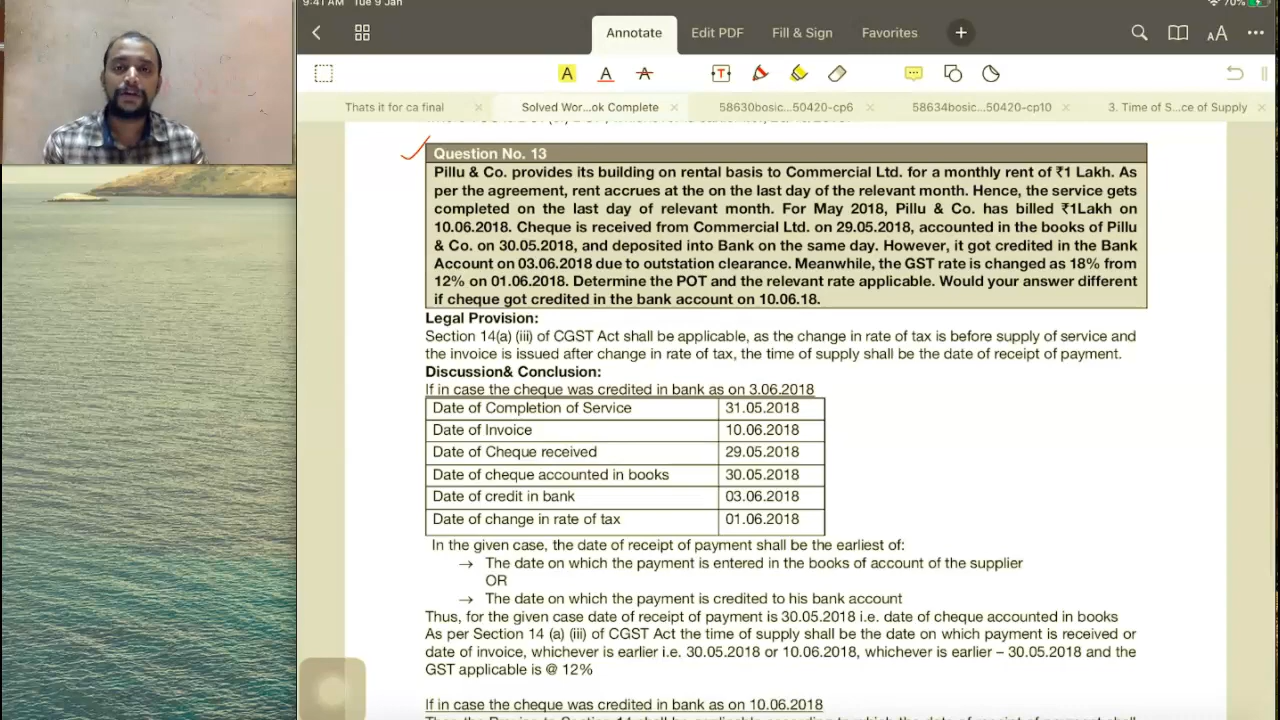 9:41 AM Tue 9 Jan
70%
Annotate
Edit PDF
Fill & Sign
Favorites
Thats it for ca final
Solved Wor...ok Complete
58630bosic...50420-cp6
58634bosic...50420-cp10
3. Time of S...ce of Supply
Question No. 13
Pillu & Co. provides its building on rental basis to Commercial Ltd. for a monthly rent of ₹1 Lakh. As
per the agreement, rent accrues at the on the last day of the relevant month. Hence, the service gets
completed on the last day of relevant month. For May 2018, Pillu & Co. has billed ₹1Lakh on
10.06.2018. Cheque is received from Commercial Ltd. on 29.05.2018, accounted in the books of Pillu
& Co. on 30.05.2018, and deposited into Bank on the same day. However, it got credited in the Bank
Account on 03.06.2018 due to outstation clearance. Meanwhile, the GST rate is changed as 18% from
12% on 01.06.2018. Determine the POT and the relevant rate applicable. Would your answer different
if cheque got credited in the bank account on 10.06.18.
Legal Provision:
Section 14(a) (iii) of CGST Act shall be applicable, as the change in rate of tax is before supply of service and
the invoice is issued after change in rate of tax, the time of supply shall be the date of receipt of payment.
Discussion& Conclusion:
If in case the cheque was credited in bank as on 3.06.2018
Date of Completion of Service 31.05.2018
Date of Invoice 10.06.2018
Date of Cheque received 29.05.2018
Date of cheque accounted in books 30.05.2018
Date of credit in bank 03.06.2018
Date of change in rate of tax 01.06.2018
In the given case, the date of receipt of payment shall be the earliest of:
→ The date on which the payment is entered in the books of account of the supplier
OR
→ The date on which the payment is credited to his bank account
Thus, for the given case date of receipt of payment is 30.05.2018 i.e. date of cheque accounted in books
As per Section 14 (a) (iii) of CGST Act the time of supply shall be the date on which payment is received or
date of invoice, whichever is earlier i.e. 30.05.2018 or 10.06.2018, whichever is earlier – 30.05.2018 and the
GST applicable is @ 12%
If in case the cheque was credited in bank as on 10.06.2018